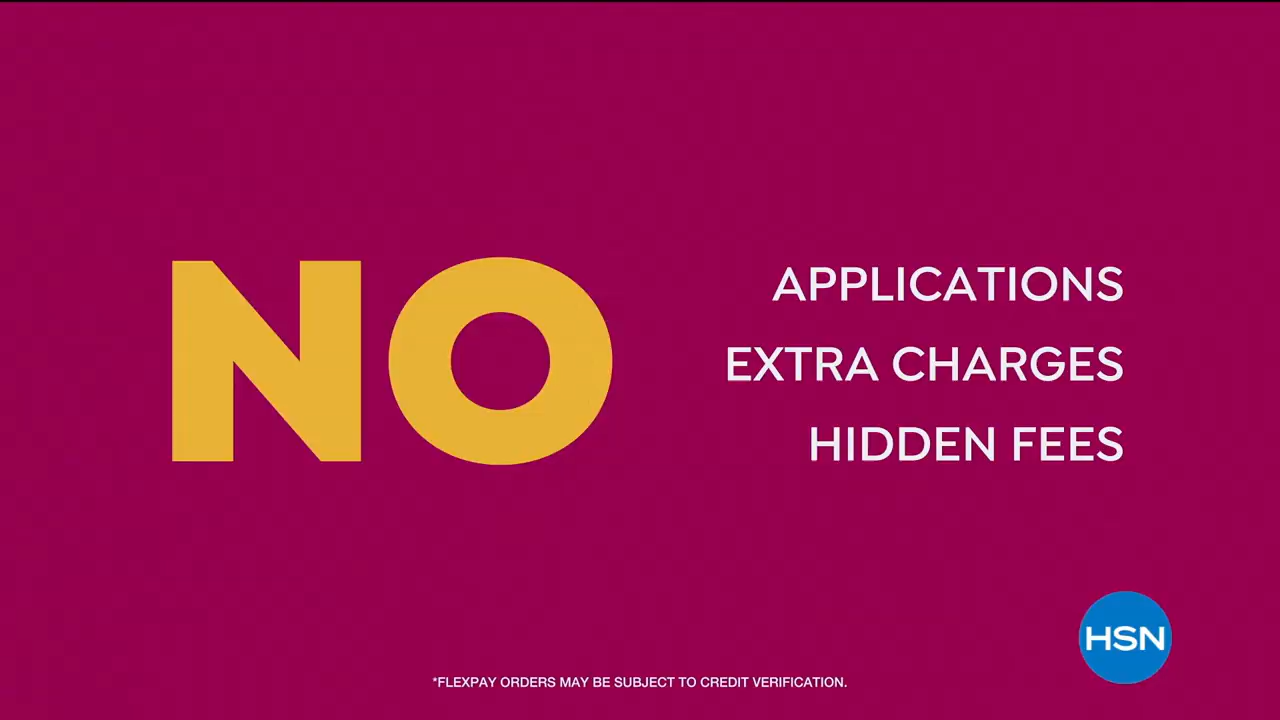 NO
APPLICATIONS
EXTRA CHARGES
HIDDEN FEES
HSN
*FLEXPAY ORDERS MAY BE SUBJECT TO CREDIT VERIFICATION.